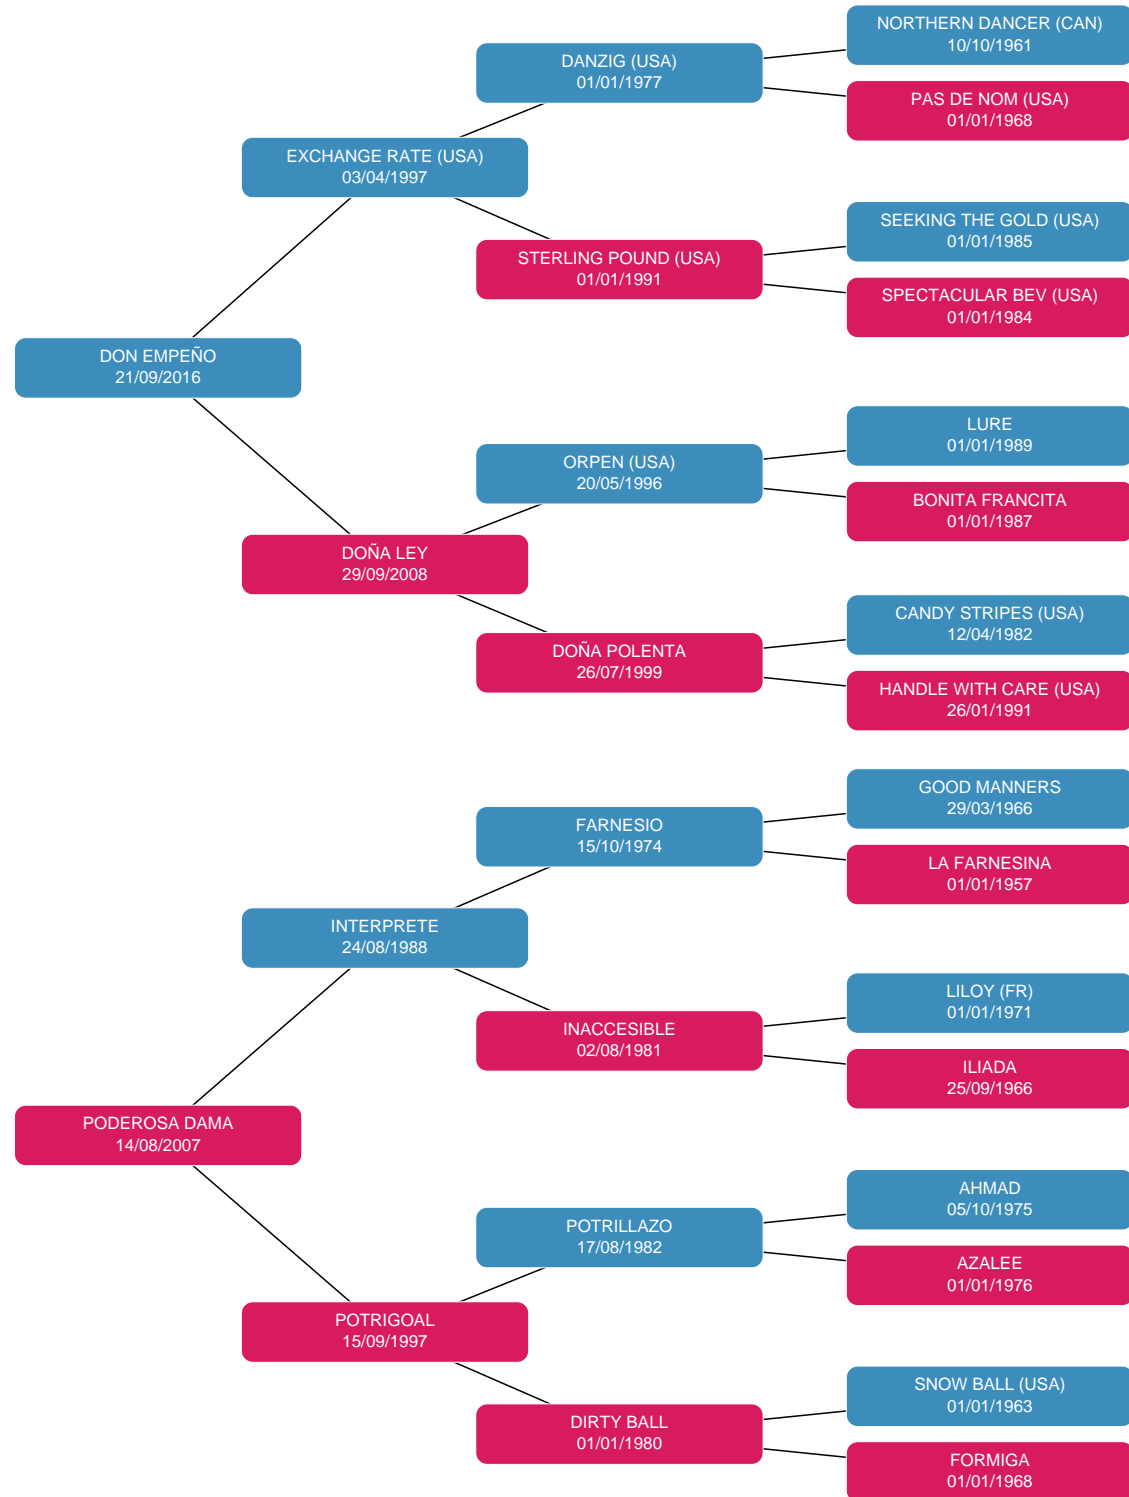 NORTHERN DANCER (CAN)
10/10/1961
DANZIG (USA)
01/01/1977
PAS DE NOM (USA)
01/01/1968
EXCHANGE RATE (USA)
03/04/1997
SEEKING THE GOLD (USA)
01/01/1985
STERLING POUND (USA)
01/01/1991
SPECTACULAR BEV (USA)
01/01/1984
DON EMPEÑO
21/09/2016
LURE
01/01/1989
ORPEN (USA)
20/05/1996
BONITA FRANCITA
01/01/1987
DOÑA LEY
29/09/2008
CANDY STRIPES (USA)
12/04/1982
DOÑA POLENTA
26/07/1999
HANDLE WITH CARE (USA)
26/01/1991
GOOD MANNERS
29/03/1966
FARNESIO
15/10/1974
LA FARNESINA
01/01/1957
INTERPRETE
24/08/1988
LILOY (FR)
01/01/1971
INACCESIBLE
02/08/1981
ILIADA
25/09/1966
PODEROSA DAMA
14/08/2007
AHMAD
05/10/1975
POTRILLAZO
17/08/1982
AZALEE
01/01/1976
POTRIGOAL
15/09/1997
SNOW BALL (USA)
01/01/1963
DIRTY BALL
01/01/1980
FORMIGA
01/01/1968